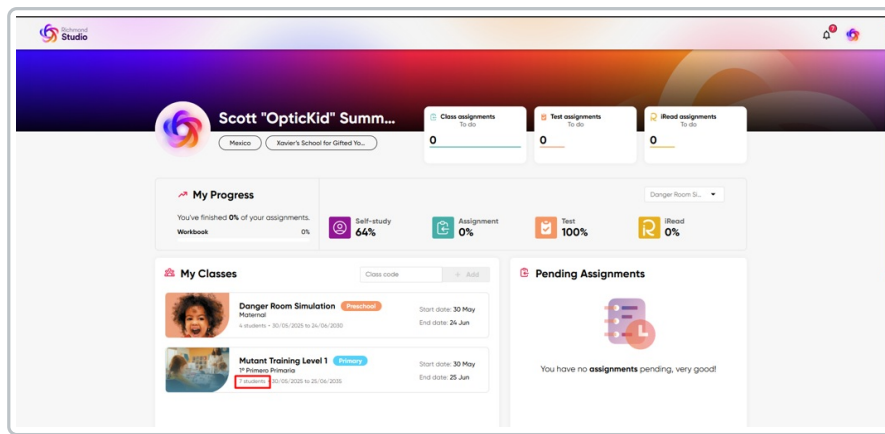 Richmond
Studio
7
Scott "OpticKid" Summ...
Mexico
Xavier's School for Gifted Yo...
Class assignments
To do
0
Test assignments
To do
0
iRead assignments
To do
0
My Progress
Danger Room Si...
You've finished 0% of your assignments.
Workbook 0%
Self-study
64%
Assignment
0%
Test
100%
iRead
0%
My Classes
Class code
+ Add
Danger Room Simulation Preschool
Maternal
4 students • 30/05/2025 to 24/06/2030
Start date: 30 May
End date: 24 Jun
Mutant Training Level 1 Primary
1º Primero Primaria
7 students • 30/05/2025 to 25/06/2035
Start date: 30 May
End date: 25 Jun
Pending Assignments
You have no assignments pending, very good!